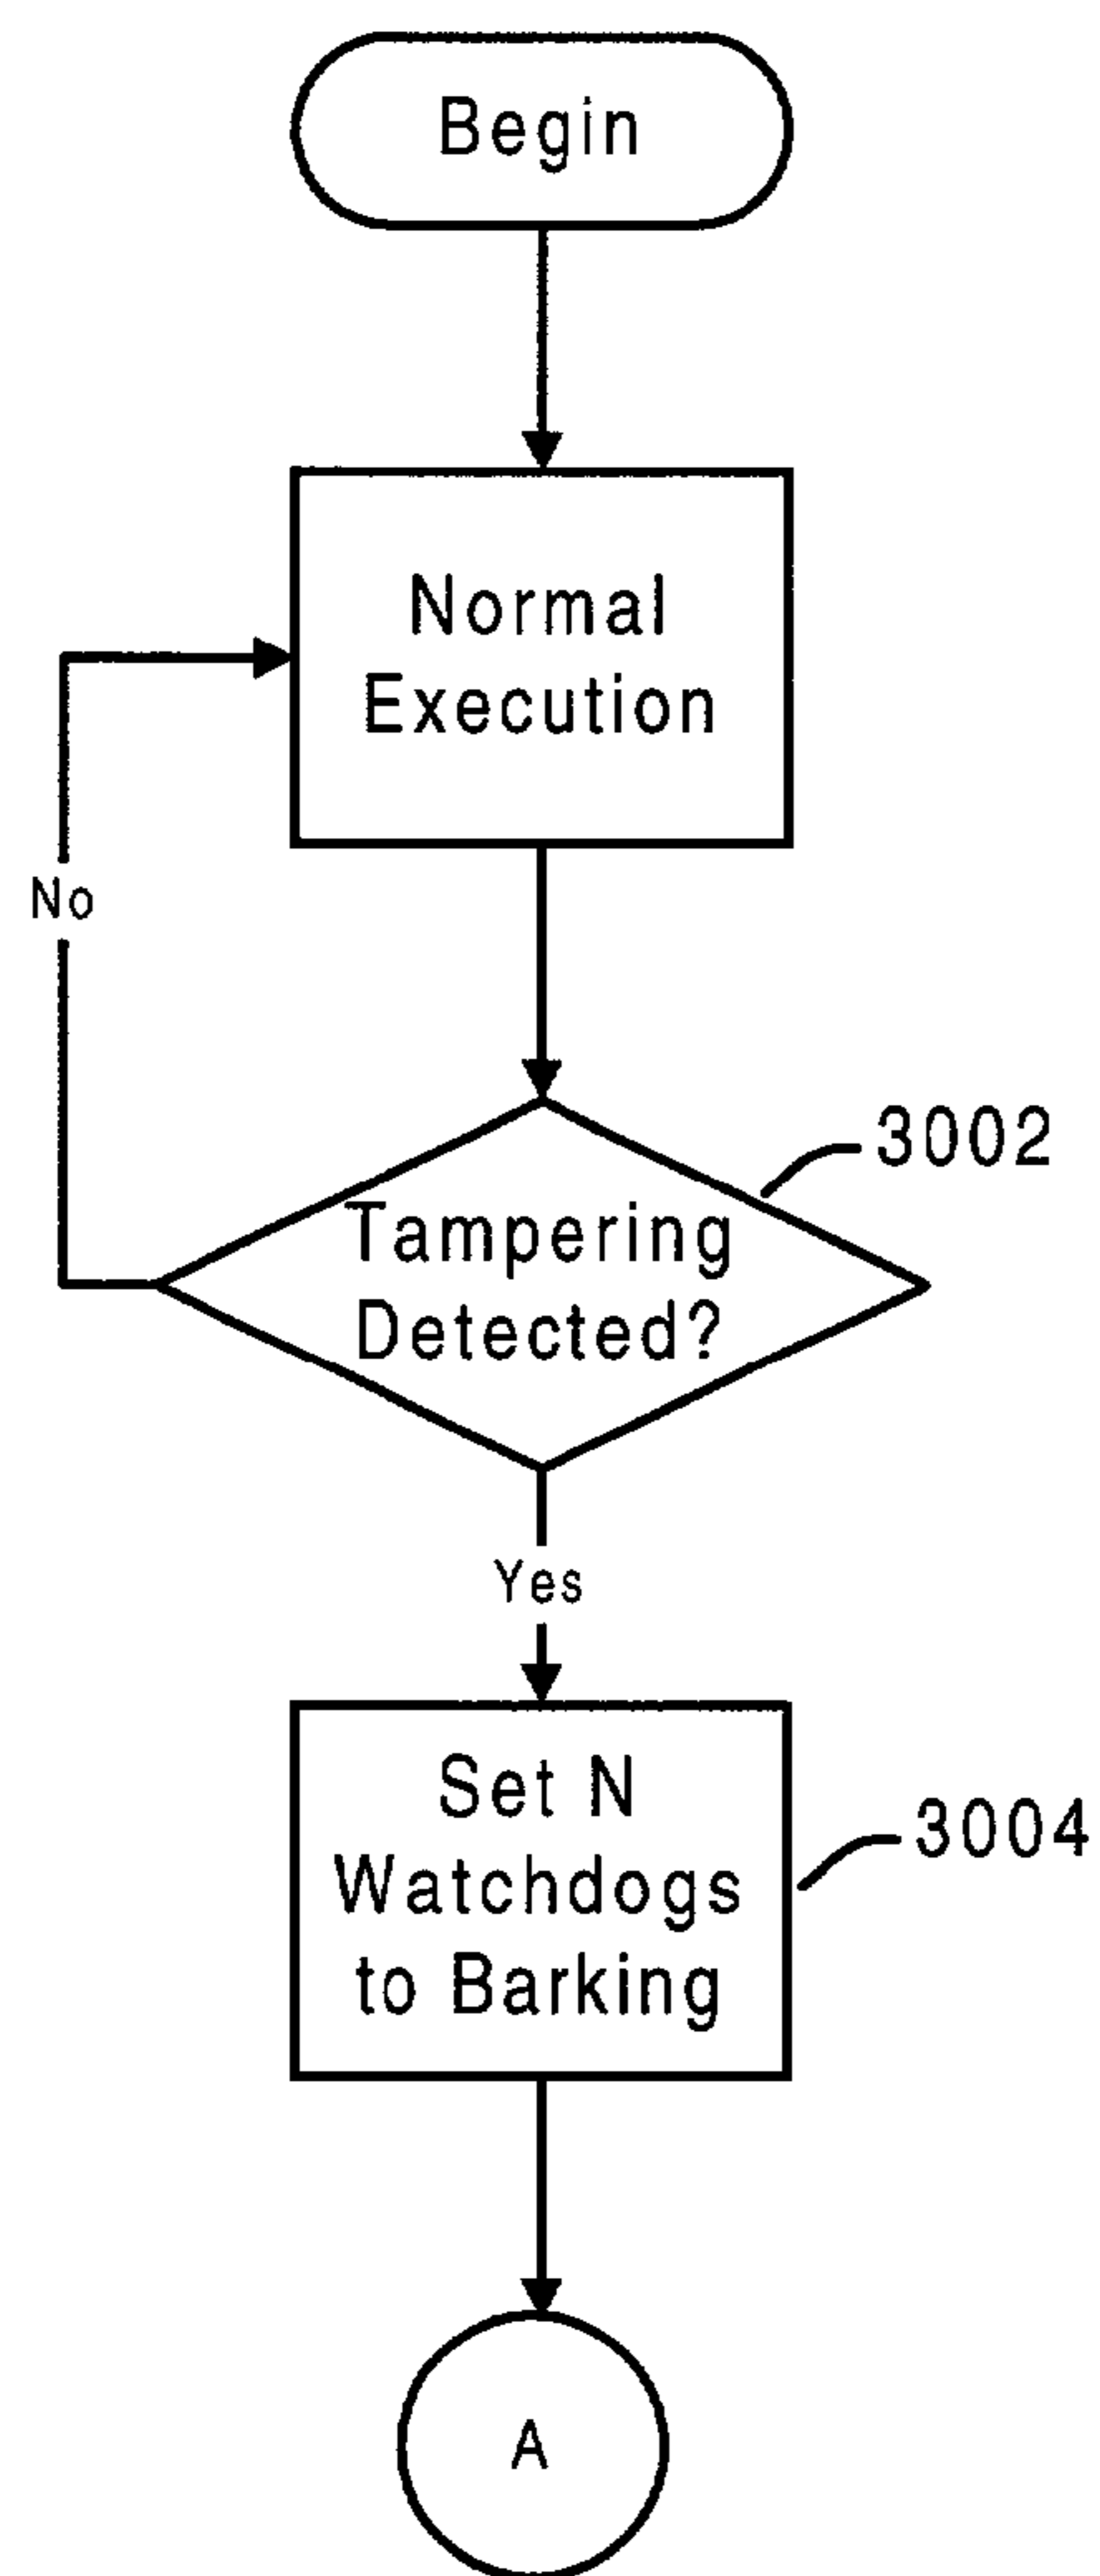 Begin
Normal
Execution
No
3002
Tampering
Detected?
Yes
Set N
Watchdogs
to Barking
3004
A